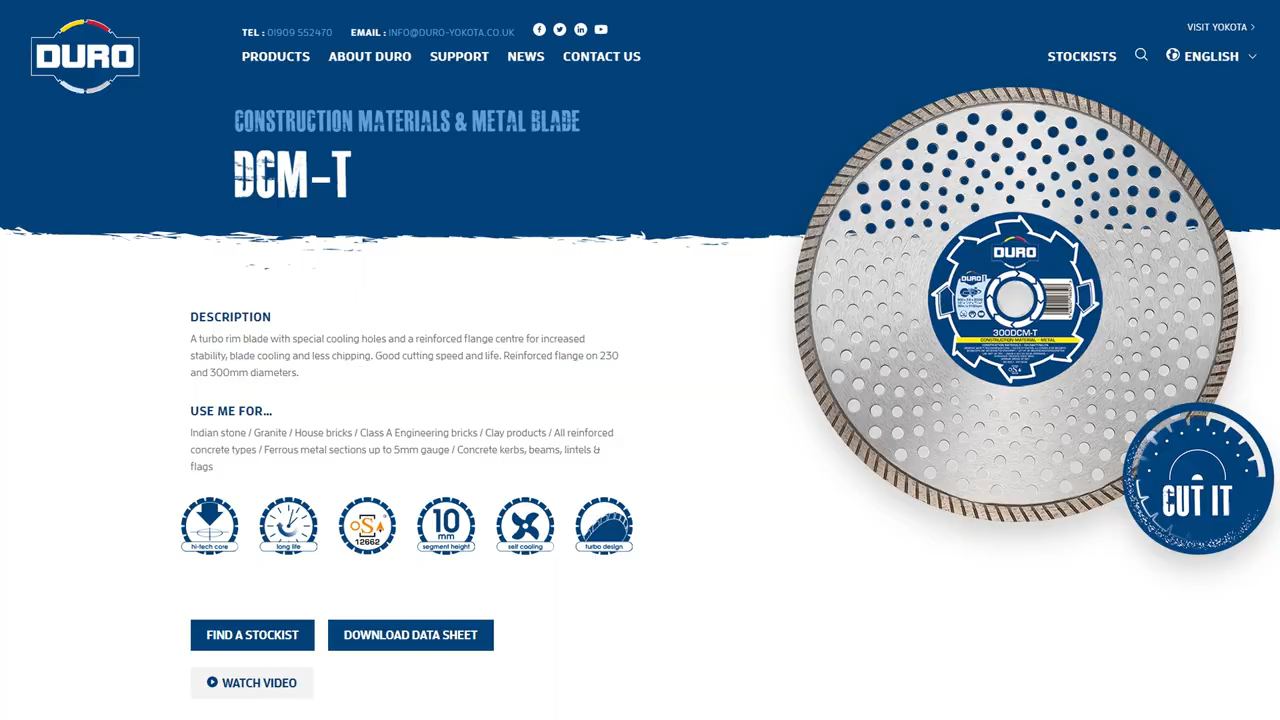 DURO
TEL : 01909 552470 EMAIL : INFO@DURO-YOKOTA.CO.UK
VISIT YOKOTA
PRODUCTS ABOUT DURO SUPPORT NEWS CONTACT US
STOCKISTS ENGLISH
CONSTRUCTION MATERIALS & METAL BLADE
DCM-T
DURO
DURO
300DCM-T
CONSTRUCTION MATERIAL - METAL
CUT IT
DESCRIPTION
A turbo rim blade with special cooling holes and a reinforced flange centre for increased
stability, blade cooling and less chipping. Good cutting speed and life. Reinforced flange on 230
and 300mm diameters.
USE ME FOR...
Indian stone / Granite / House bricks / Class A Engineering bricks / Clay products / All reinforced
concrete types / Ferrous metal sections up to 5mm gauge / Concrete kerbs, beams, lintels &
flags
hi-tech core
long life
oSa
12662
10
mm
segment height
self cooling
turbo design
FIND A STOCKIST
DOWNLOAD DATA SHEET
WATCH VIDEO